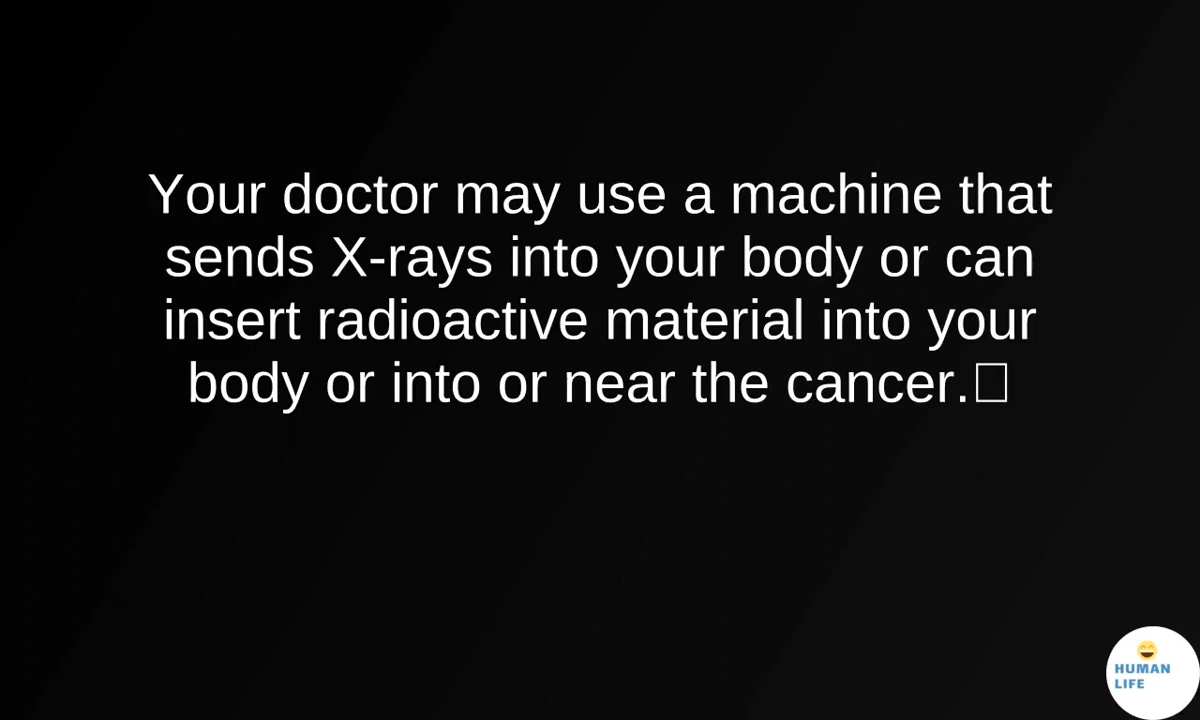 Your doctor may use a machine that
sends X-rays into your body or can
insert radioactive material into your
body or into or near the cancer.
HUMAN
LIFE